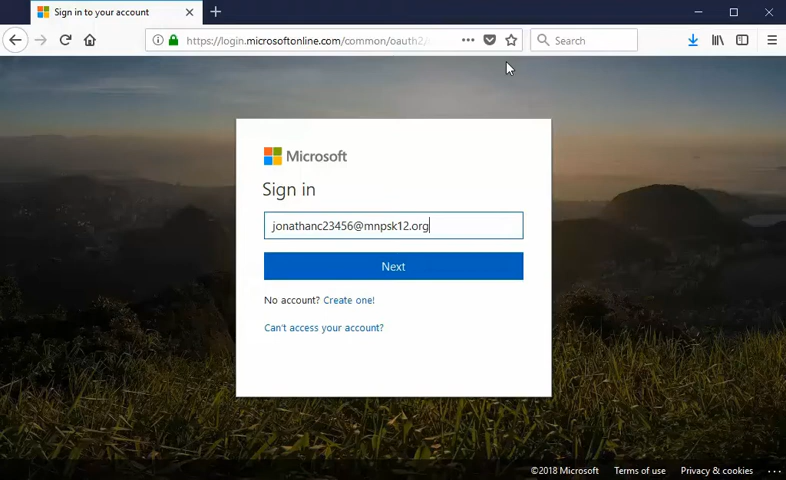 Sign in to your account
https://login.microsoftonline.com/common/oauth2/
Search
Microsoft
Sign in
jonathanc23456@mnpsk12.org
Next
No account? Create one!
Can't access your account?
©2018 Microsoft Terms of use Privacy & cookies